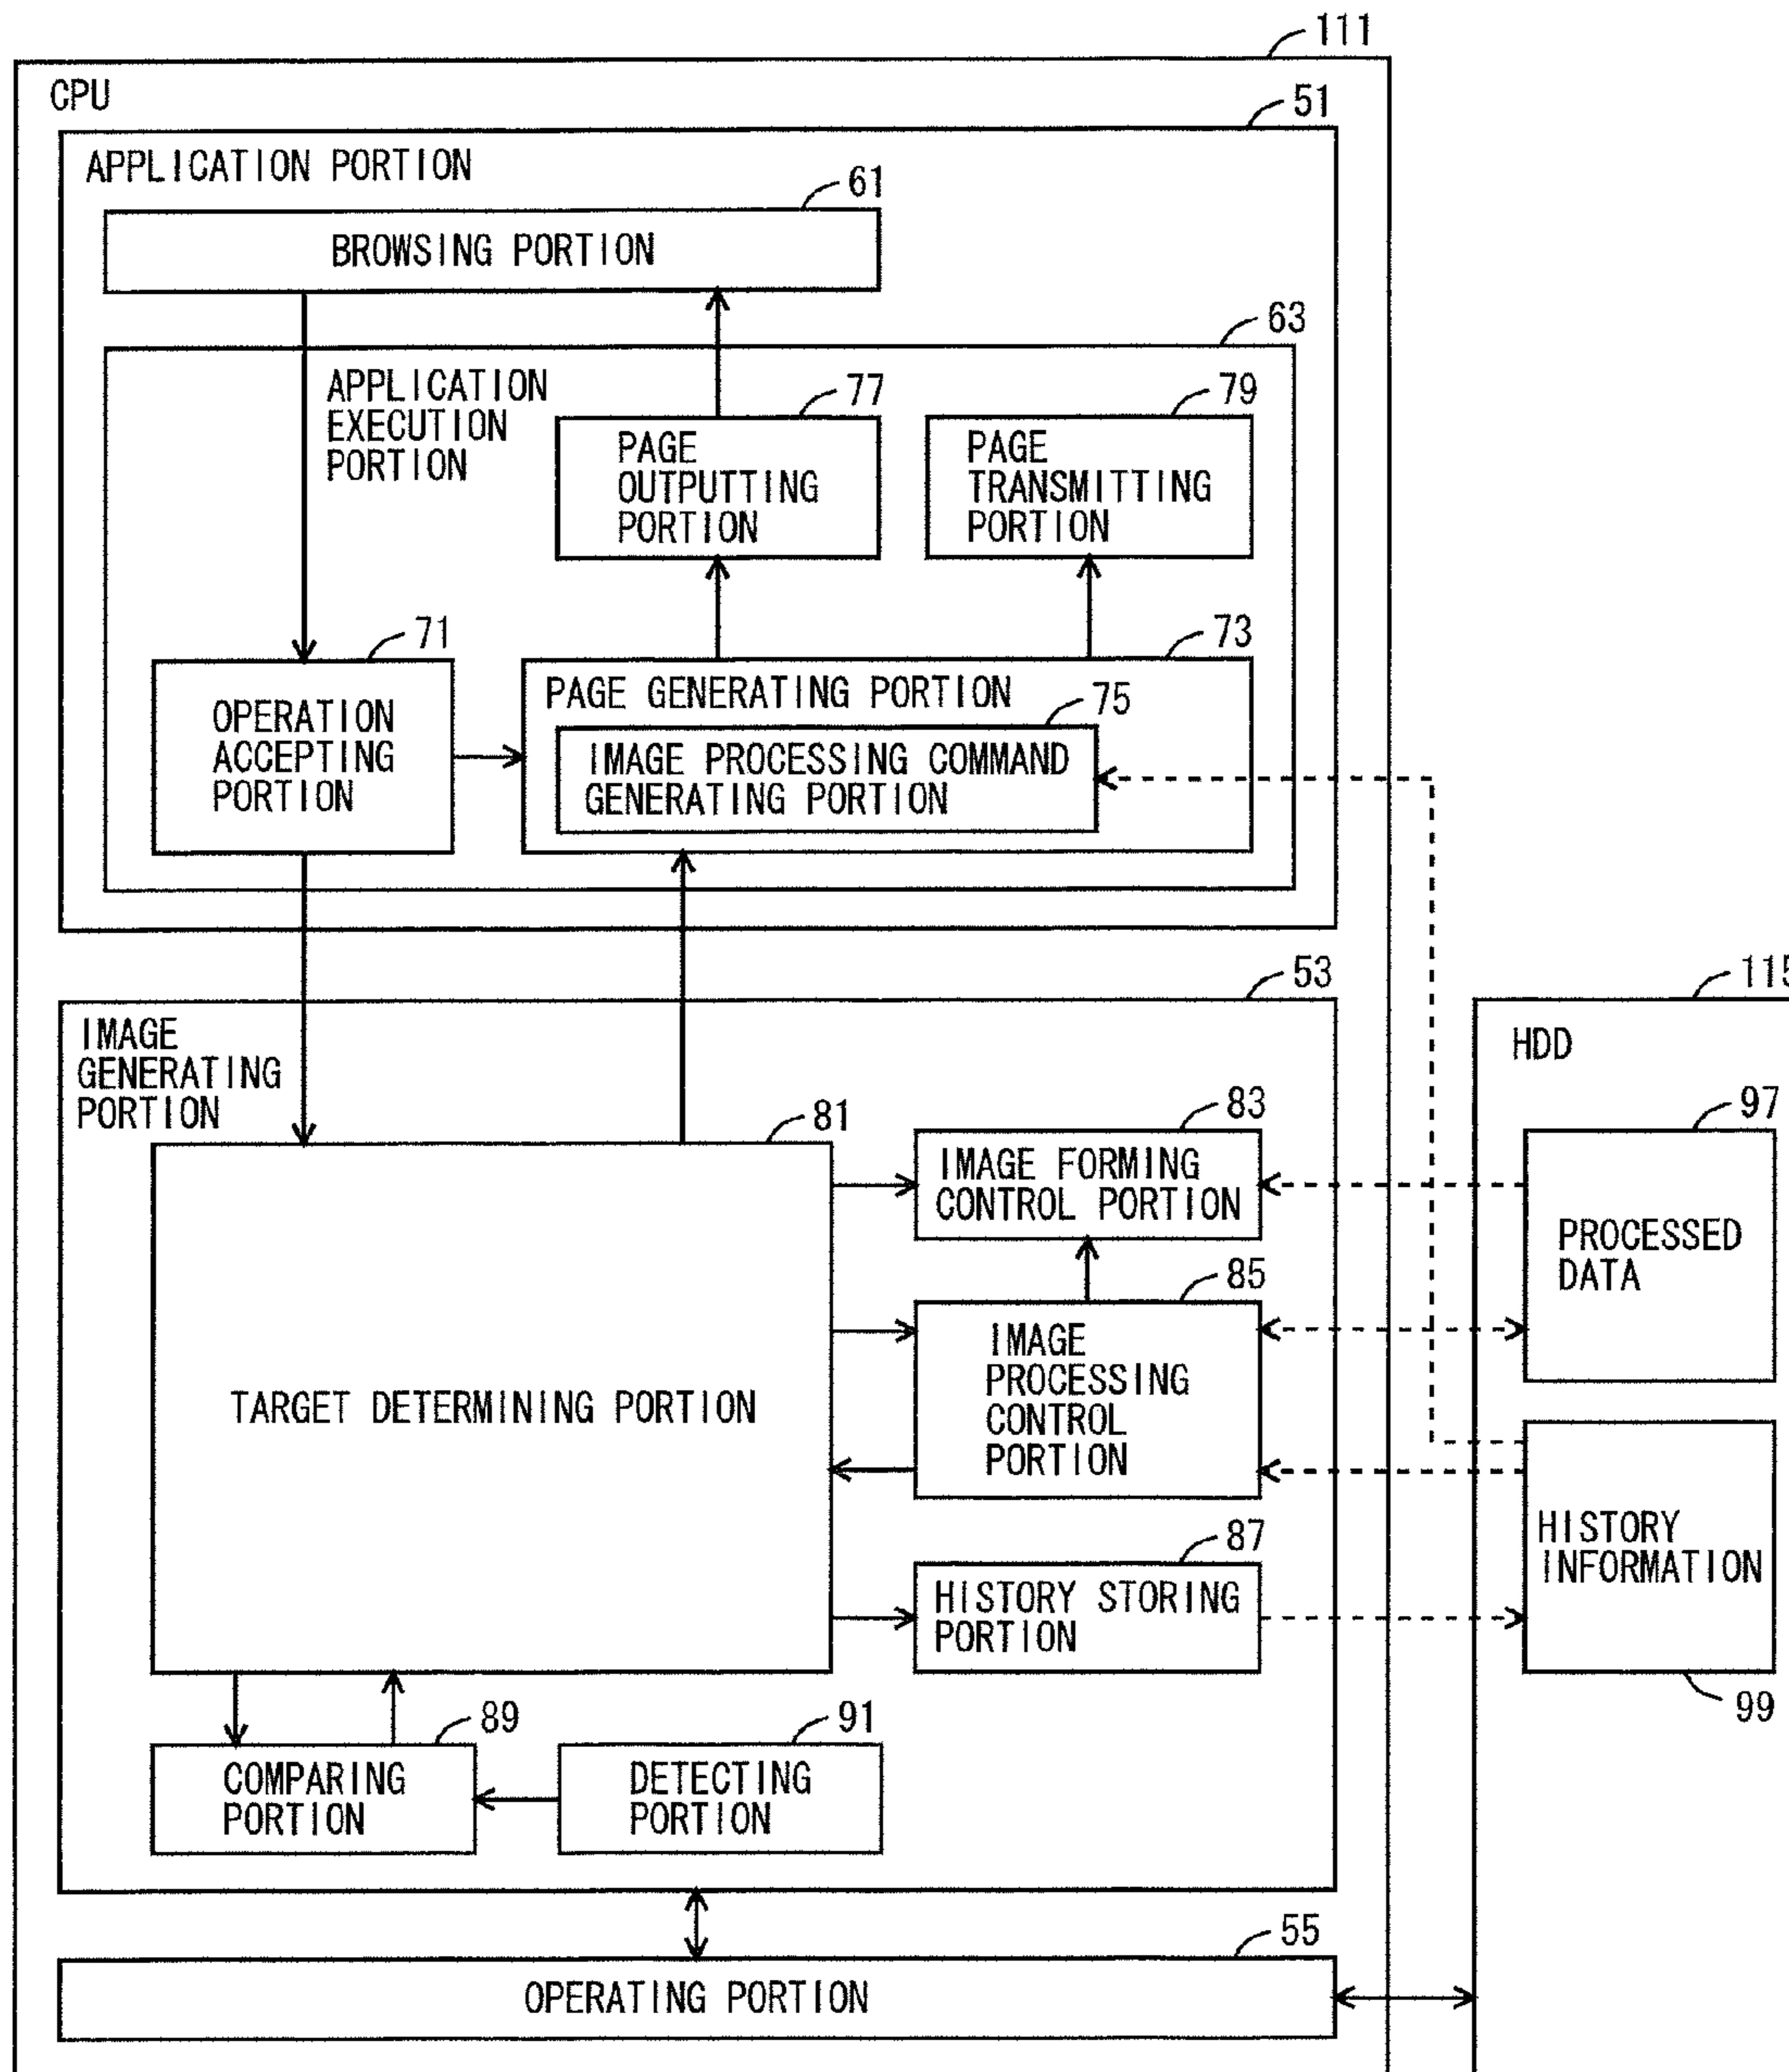 111
CPU
51
APPLICATION PORTION
61
BROWSING PORTION
63
APPLICATION
EXECUTION
PORTION
77
PAGE
OUTPUTTING
PORTION
79
PAGE
TRANSMITTING
PORTION
71
OPERATION
ACCEPTING
PORTION
73
PAGE GENERATING PORTION
75
IMAGE PROCESSING COMMAND
GENERATING PORTION
53
IMAGE
GENERATING
PORTION
81
TARGET DETERMINING PORTION
83
IMAGE FORMING
CONTROL PORTION
85
IMAGE
PROCESSING
CONTROL
PORTION
87
HISTORY STORING
PORTION
89
COMPARING
PORTION
91
DETECTING
PORTION
55
OPERATING PORTION
115
HDD
97
PROCESSED
DATA
HISTORY
INFORMATION
99